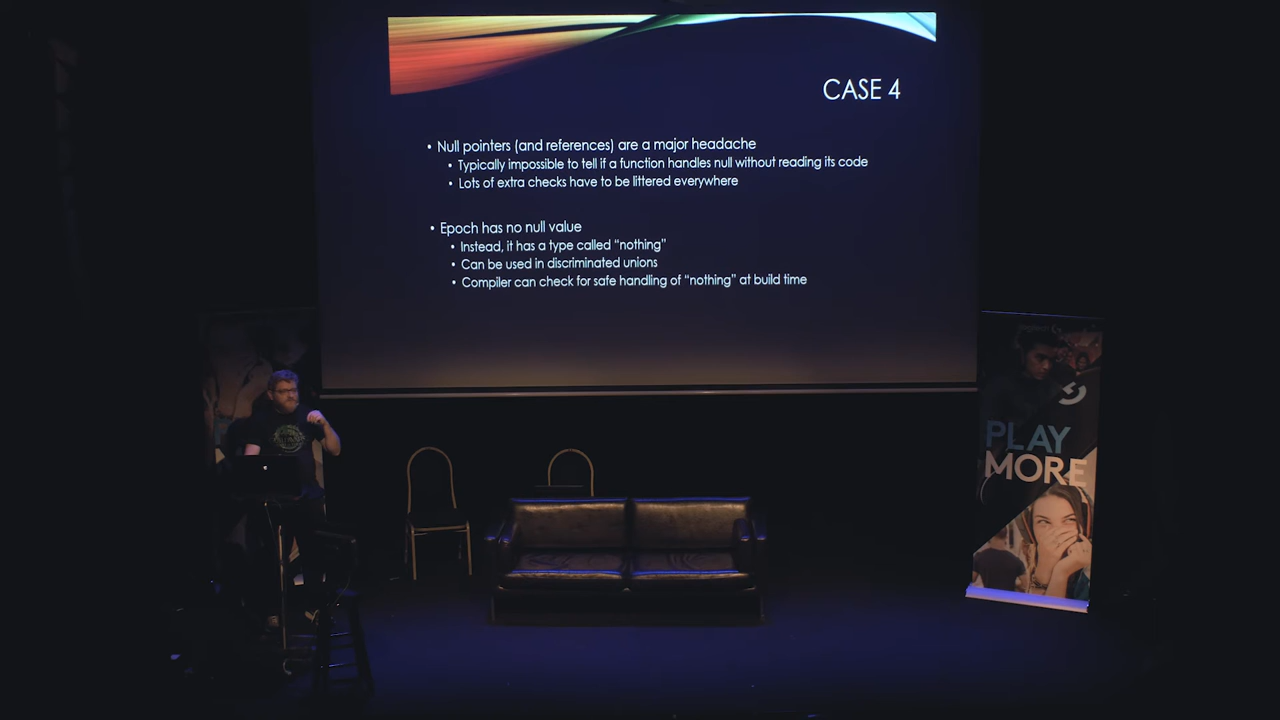 CASE 4
• Null pointers (and references) are a major headache
• Typically impossible to tell if a function handles null without reading its code
• Lots of extra checks have to be littered everywhere
• Epoch has no null value
• Instead, it has a type called “nothing”
• Can be used in discriminated unions
• Compiler can check for safe handling of “nothing” at build time
PLAY
MORE